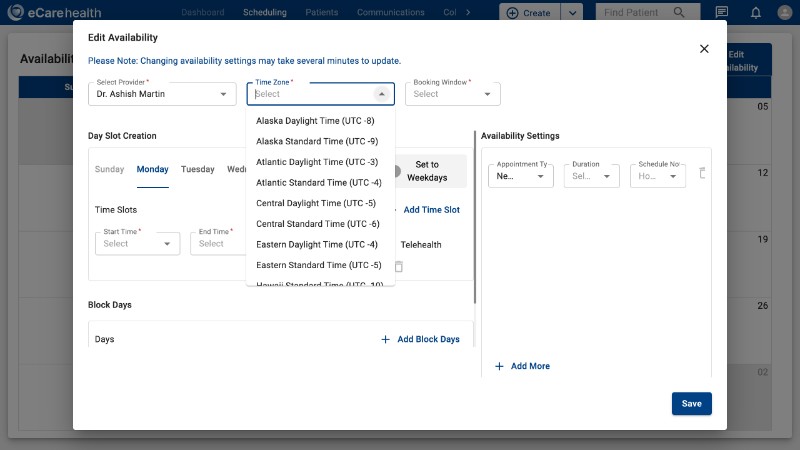 eCarehealth
Dashboard
Scheduling
Patients
Communications
Col
Create
Find Patient
Availabi
Edit
ailability
Su
05
12
19
26
02
Edit Availability
Please Note: Changing availability settings may take several minutes to update.
Select Provider *
Dr. Ashish Martin
Time Zone *
Select
Booking Window *
Select
Alaska Daylight Time (UTC -8)
Alaska Standard Time (UTC -9)
Atlantic Daylight Time (UTC -3)
Atlantic Standard Time (UTC -4)
Central Daylight Time (UTC -5)
Central Standard Time (UTC -6)
Eastern Daylight Time (UTC -4)
Eastern Standard Time (UTC -5)
Hawaii Standard Time (UTC -10)
Day Slot Creation
Sunday
Monday
Tuesday
Wedn
Set to
Weekdays
Time Slots
Add Time Slot
Start Time *
Select
End Time *
Select
Telehealth
Block Days
Days
+ Add Block Days
Availability Settings
Appointment Ty
Ne...
Duration
Sel...
Schedule No
Ho...
+ Add More
Save